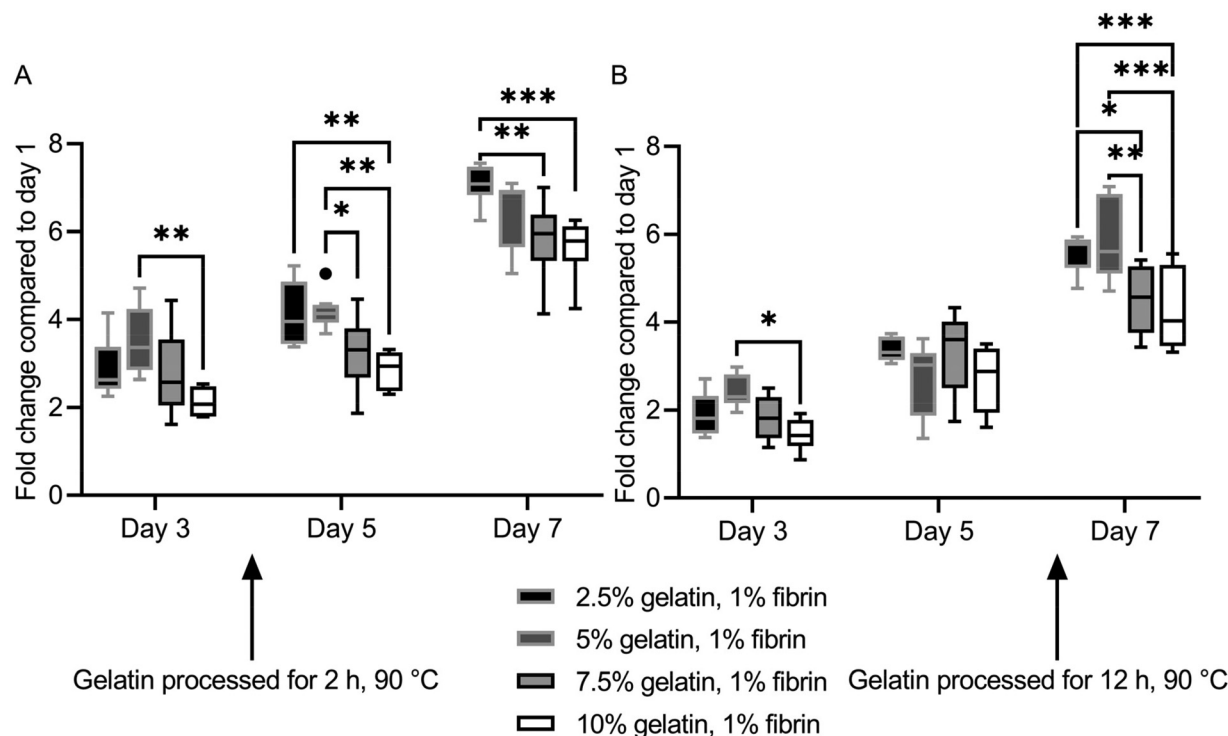 A
Fold change compared to day 1
8
6
4
2
0
**
**
**
*
***
**
Day 3
Day 5
Day 7
Gelatin processed for 2 h, 90 °C
B
Fold change compared to day 1
8
6
4
2
0
*
***
***
*
**
Day 3
Day 5
Day 7
Gelatin processed for 12 h, 90 °C
2.5% gelatin, 1% fibrin
5% gelatin, 1% fibrin
7.5% gelatin, 1% fibrin
10% gelatin, 1% fibrin